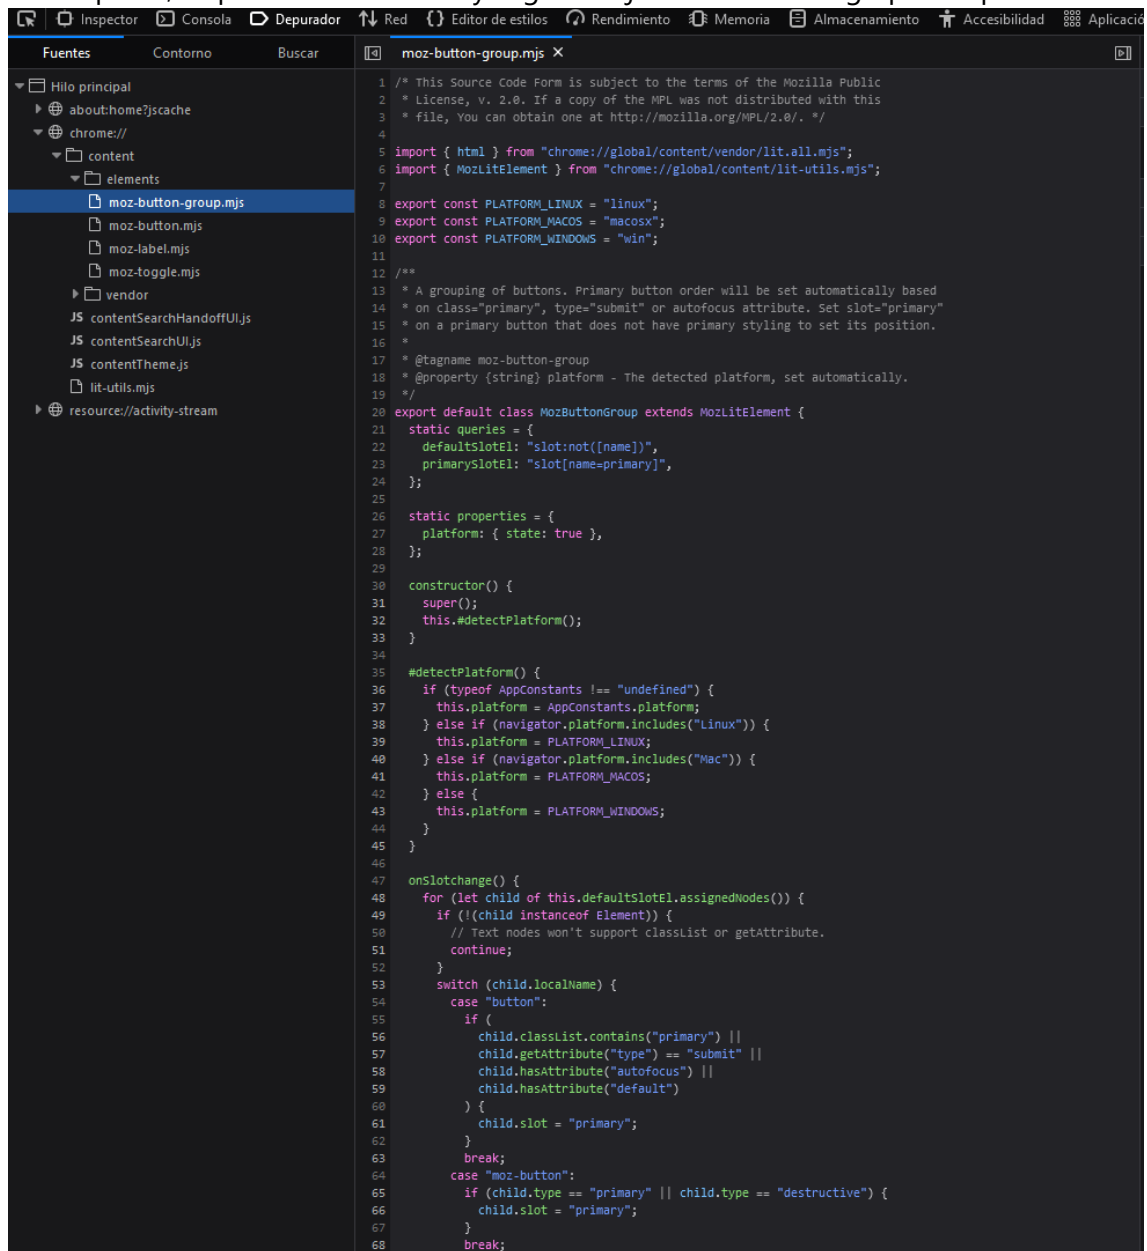 Inspector Consola Depurador Red Editor de estilos Rendimiento Memoria Almacenamiento Accesibilidad Aplicació
Fuentes Contorno Buscar
Hilo principal
about:home?jscache
chrome://
content
elements
moz-button-group.mjs
moz-button.mjs
moz-label.mjs
moz-toggle.mjs
vendor
JS contentSearchHandoffUI.js
JS contentSearchUI.js
JS contentTheme.js
lit-utils.mjs
resource://activity-stream
moz-button-group.mjs
1 /* This Source Code Form is subject to the terms of the Mozilla Public
2  * License, v. 2.0. If a copy of the MPL was not distributed with this
3  * file, You can obtain one at http://mozilla.org/MPL/2.0/. */
4
5 import { html } from "chrome://global/content/vendor/lit.all.mjs";
6 import { MozLitElement } from "chrome://global/content/lit-utils.mjs";
7
8 export const PLATFORM_LINUX = "linux";
9 export const PLATFORM_MACOS = "macosx";
10 export const PLATFORM_WINDOWS = "win";
11
12 /**
13  * A grouping of buttons. Primary button order will be set automatically based
14  * on class="primary", type="submit" or autofocus attribute. Set slot="primary"
15  * on a primary button that does not have primary styling to set its position.
16  *
17  * @tagname moz-button-group
18  * @property {string} platform - The detected platform, set automatically.
19  */
20 export default class MozButtonGroup extends MozLitElement {
21   static queries = {
22     defaultSlotEl: "slot:not([name])",
23     primarySlotEl: "slot[name=primary]",
24   };
25
26   static properties = {
27     platform: { state: true },
28   };
29
30   constructor() {
31     super();
32     this.#detectPlatform();
33   }
34
35   #detectPlatform() {
36     if (typeof AppConstants !== "undefined") {
37       this.platform = AppConstants.platform;
38     } else if (navigator.platform.includes("Linux")) {
39       this.platform = PLATFORM_LINUX;
40     } else if (navigator.platform.includes("Mac")) {
41       this.platform = PLATFORM_MACOS;
42     } else {
43       this.platform = PLATFORM_WINDOWS;
44     }
45   }
46
47   onSlotchange() {
48     for (let child of this.defaultSlotEl.assignedNodes()) {
49       if (!(child instanceof Element)) {
50         // Text nodes won't support classList or getAttribute.
51         continue;
52       }
53       switch (child.localName) {
54         case "button":
55           if (
56             child.classList.contains("primary") ||
57             child.getAttribute("type") == "submit" ||
58             child.hasAttribute("autofocus") ||
59             child.hasAttribute("default")
60           ) {
61             child.slot = "primary";
62           }
63           break;
64         case "moz-button":
65           if (child.type == "primary" || child.type == "destructive") {
66             child.slot = "primary";
67           }
68           break;